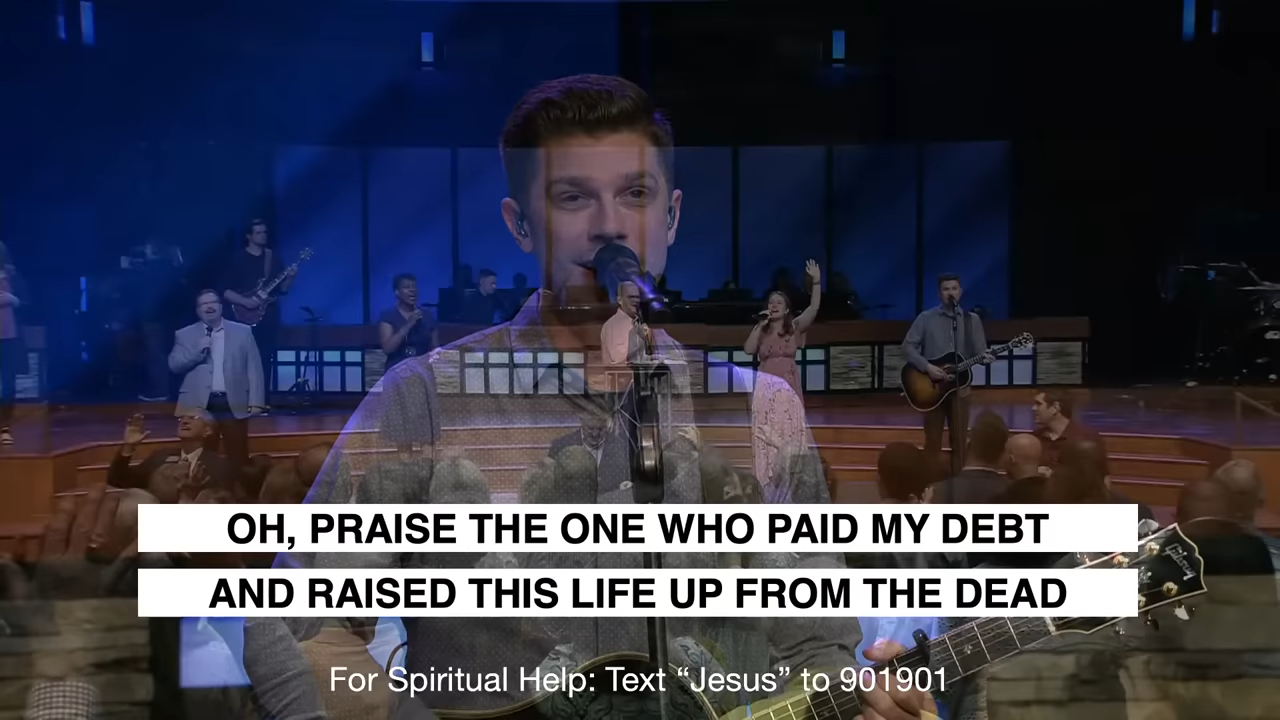 OH, PRAISE THE ONE WHO PAID MY DEBT
AND RAISED THIS LIFE UP FROM THE DEAD
For Spiritual Help: Text “Jesus” to 901901